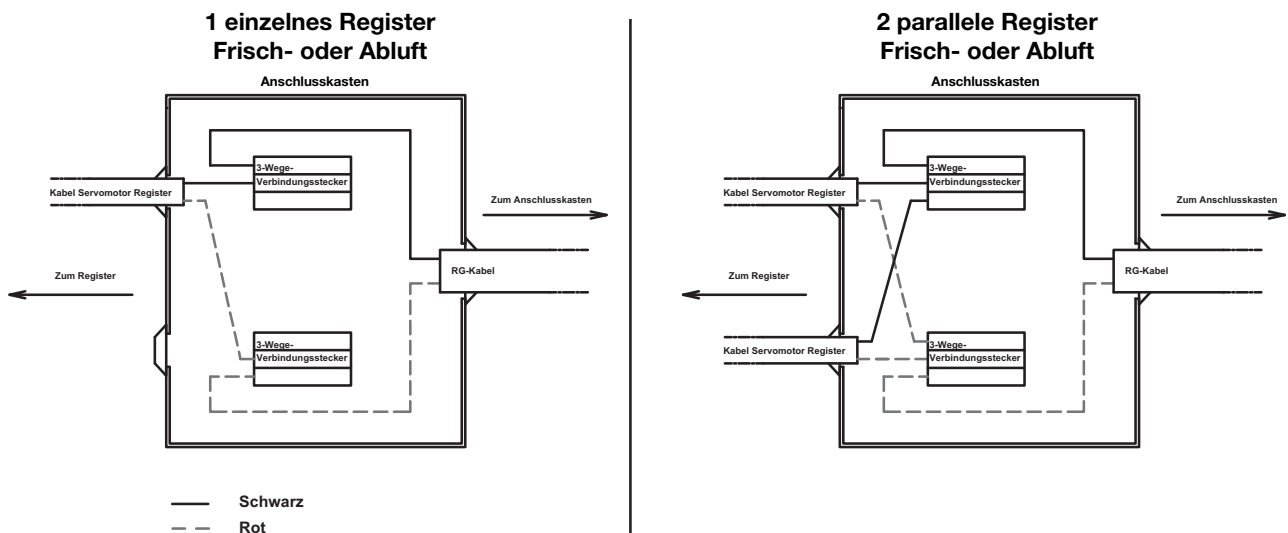 1 einzelnes Register
Frisch- oder Abluft
Anschlusskasten
3-Wege-
Verbindungsstecker
Kabel Servomotor Register
Zum Anschlusskasten
RG-Kabel
Zum Register
3-Wege-
Verbindungsstecker
Schwarz
Rot
2 parallele Register
Frisch- oder Abluft
Anschlusskasten
3-Wege-
Verbindungsstecker
Kabel Servomotor Register
Zum Anschlusskasten
RG-Kabel
Zum Register
3-Wege-
Verbindungsstecker
Kabel Servomotor Register